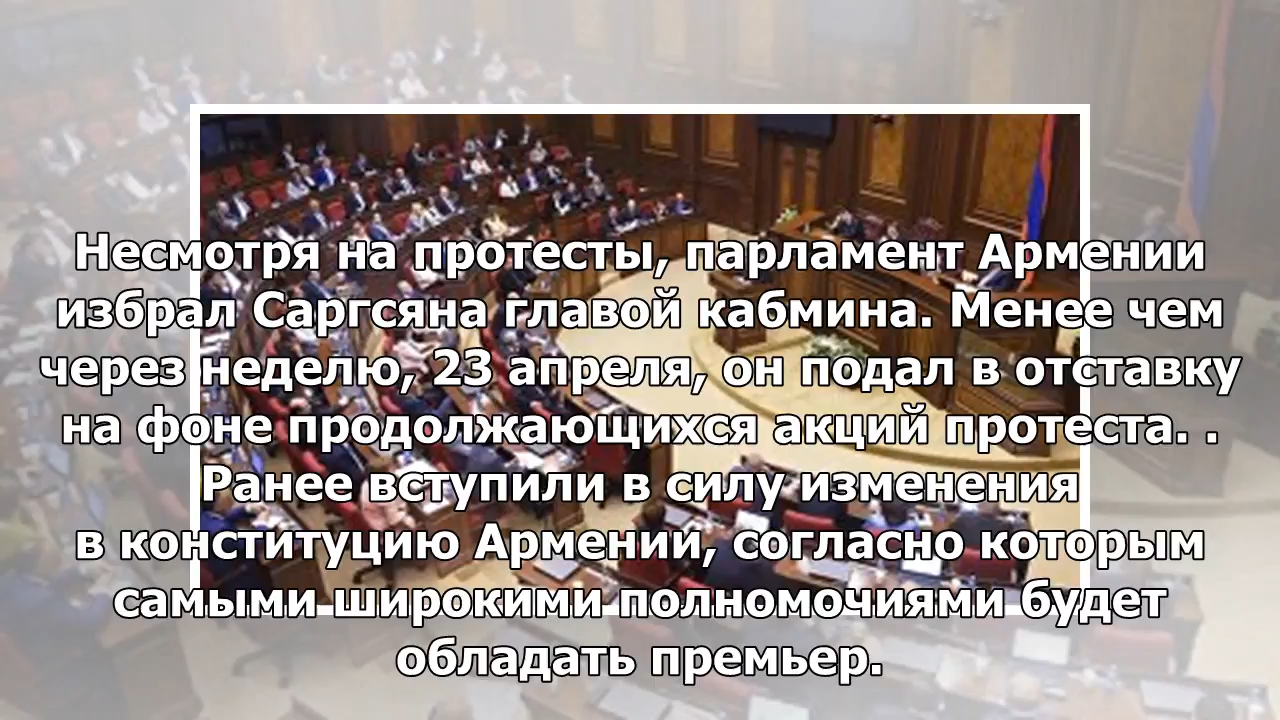 Несмотря на протесты, парламент Армении
избрал Саргсяна главой кабмина. Менее чем
через неделю, 23 апреля, он подал в отставку
на фоне продолжающихся акций протеста. .
Ранее вступили в силу изменения
в конституцию Армении, согласно которым
самыми широкими полномочиями будет
обладать премьер.